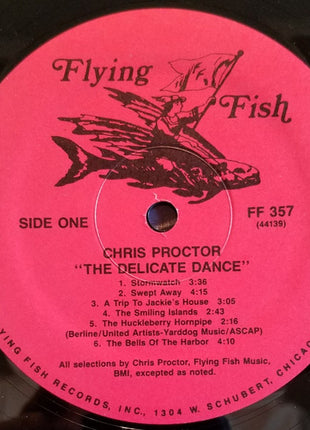 Flying
Fish
SIDE ONE
FF 357
(44139)
CHRIS PROCTOR
"THE DELICATE DANCE"
1. Stormwatch 3:36
2. Swept Away 4:15
3. A Trip To Jackie's House 3:05
4. The Smiling Islands 2:43
5. The Huckleberry Hornpipe 2:16
(Berline/United Artists-Yarddog Music/ASCAP)
6. The Bells Of The Harbor 4:10
All selections by Chris Proctor, Flying Fish Music,
BMI, excepted as noted.
YING FISH RECORDS, INC., 1304 W. SCHUBERT, CHICAG